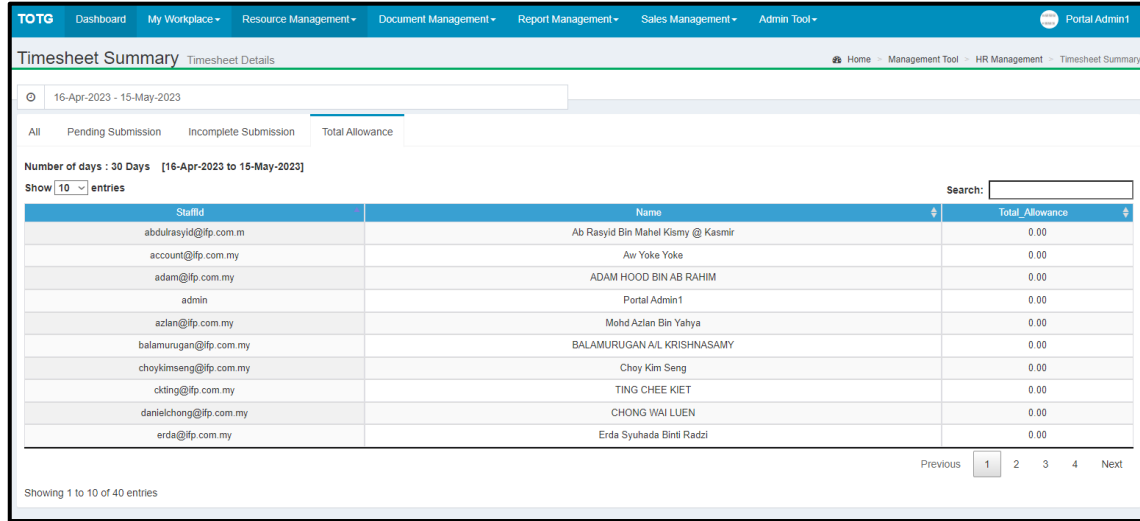 TOTG Dashboard My Workplace Resource Management Document Management Report Management Sales Management Admin Tool Portal Admin1
Timesheet Summary Timesheet Details Home > Management Tool > HR Management > Timesheet Summary
16-Apr-2023 - 15-May-2023
All Pending Submission Incomplete Submission Total Allowance
Number of days : 30 Days [16-Apr-2023 to 15-May-2023]
Show 10 entries Search:
StaffId Name Total_Allowance
abdulrasyid@ifp.com.m Ab Rasyid Bin Mahel Kismy @ Kasmir 0.00
account@ifp.com.my Aw Yoke Yoke 0.00
adam@ifp.com.my ADAM HOOD BIN AB RAHIM 0.00
admin Portal Admin1 0.00
azlan@ifp.com.my Mohd Azlan Bin Yahya 0.00
balamurugan@ifp.com.my BALAMURUGAN A/L KRISHNASAMY 0.00
choykimseng@ifp.com.my Choy Kim Seng 0.00
ckting@ifp.com.my TING CHEE KIET 0.00
danielchong@ifp.com.my CHONG WAI LUEN 0.00
erda@ifp.com.my Erda Syuhada Binti Radzi 0.00
Previous 1 2 3 4 Next
Showing 1 to 10 of 40 entries